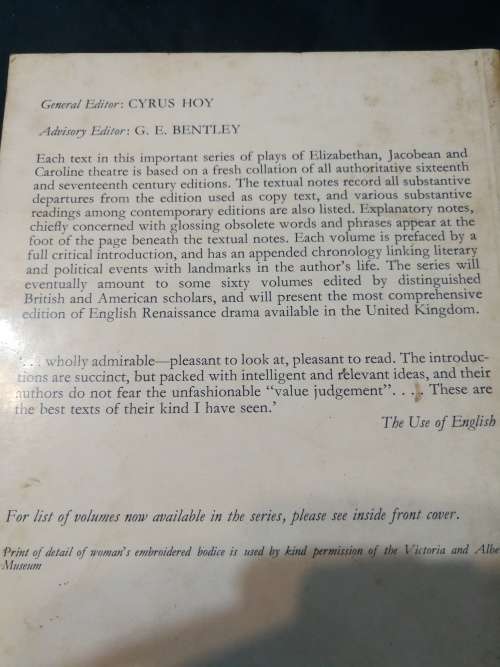 General Editor: CYRUS HOY
Advisory Editor: G. E. BENTLEY
Each text in this important series of plays of Elizabethan, Jacobean and
Caroline theatre is based on a fresh collation of all authoritative sixteenth
and seventeenth century editions. The textual notes record all substantive
departures from the edition used as copy text, and various substantive
readings among contemporary editions are also listed. Explanatory notes,
chiefly concerned with glossing obsolete words and phrases appear at the
foot of the page beneath the textual notes. Each volume is prefaced by a
full critical introduction, and has an appended chronology linking literary
and political events with landmarks in the author's life. The series will
eventually amount to some sixty volumes edited by distinguished
British and American scholars, and will present the most comprehensive
edition of English Renaissance drama available in the United Kingdom.
'. . . wholly admirable—pleasant to look at, pleasant to read. The introduc-
tions are succinct, but packed with intelligent and relevant ideas, and their
authors do not fear the unfashionable "value judgement". . . . These are
the best texts of their kind I have seen.'
The Use of English
For list of volumes now available in the series, please see inside front cover.
Print of detail of woman's embroidered bodice is used by kind permission of the Victoria and Albe
Museum